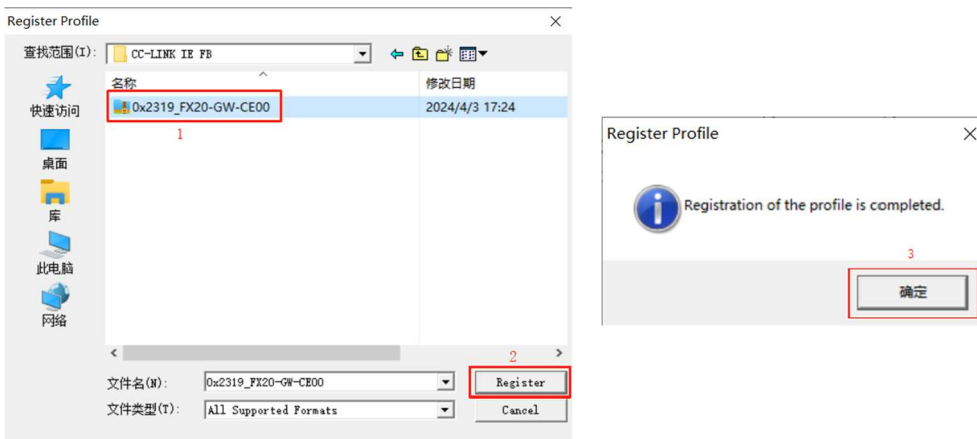 Register Profile
查找范围(I):
CC-LINK IE FB
名称
修改日期
0x2319_FX20-GW-CE00
2024/4/3 17:24
1
快速访问
桌面
库
此电脑
网络
2
文件名(N):
0x2319_FX20-GW-CE00
Register
文件类型(T):
All Supported Formats
Cancel
Register Profile
Registration of the profile is completed.
3
确定